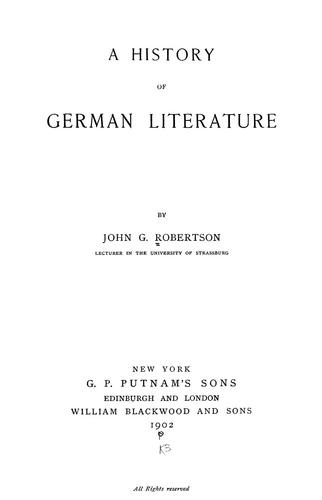 A HISTORY
OF
GERMAN LITERATURE
BY
JOHN G. ROBERTSON
LECTURER IN THE UNIVERSITY OF STRASSBURG
NEW YORK
G. P. PUTNAM'S SONS
EDINBURGH AND LONDON
WILLIAM BLACKWOOD AND SONS
1902
All Rights reserved